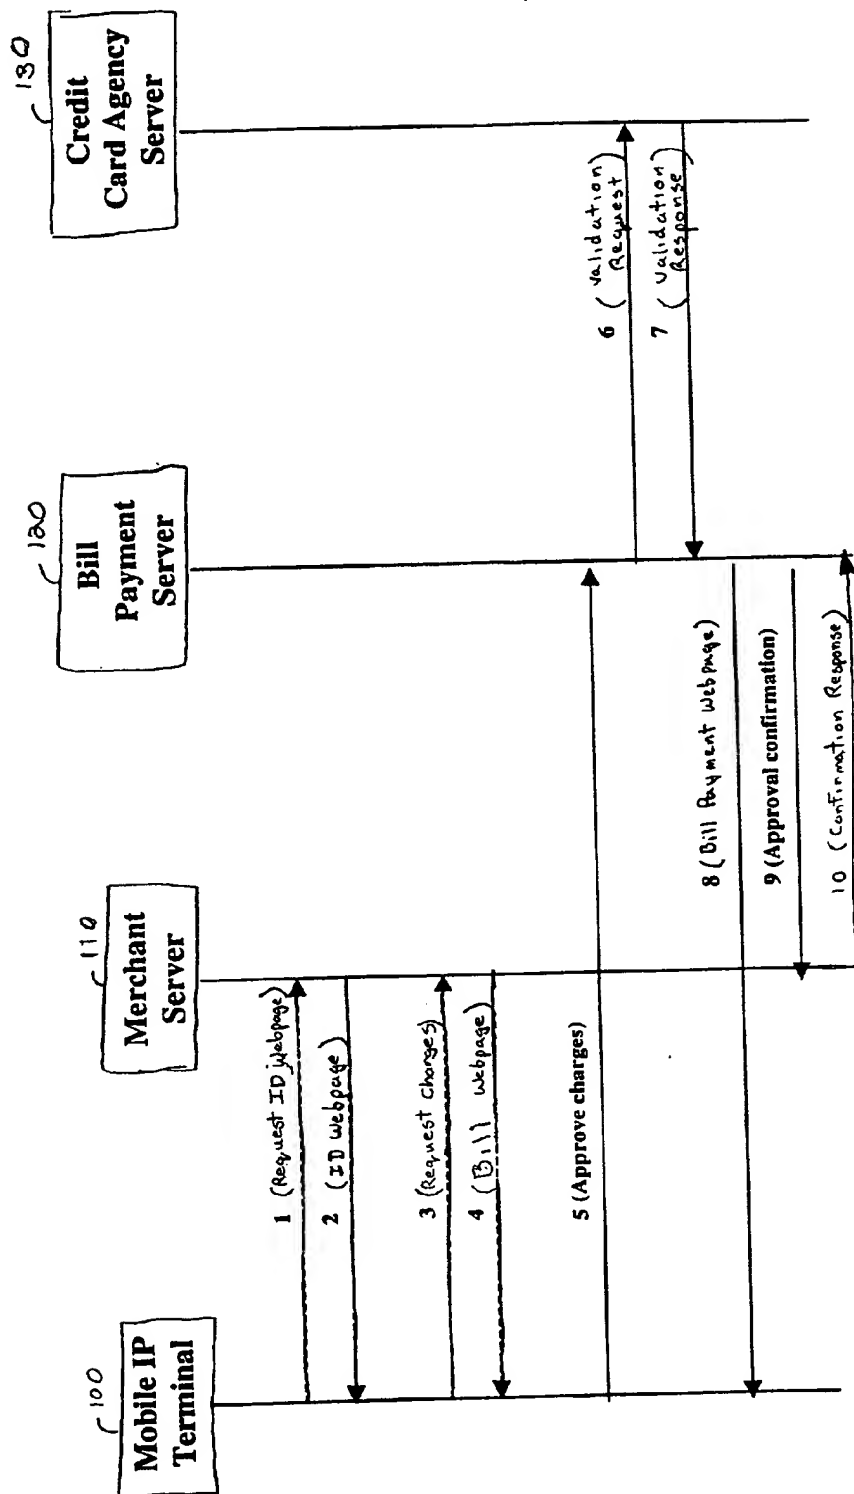 100
Mobile IP
Terminal
110
Merchant
Server
120
Bill
Payment
Server
130
Credit
Card Agency
Server
1 (Request ID Webpage)
2 (ID Webpage)
3 (Request Charges)
4 (Bill Webpage)
5 (Approve charges)
6 (Validation
Request)
7 (Validation
Response)
8 (Bill Payment Webpage)
9 (Approval confirmation)
10 (Confirmation Response)